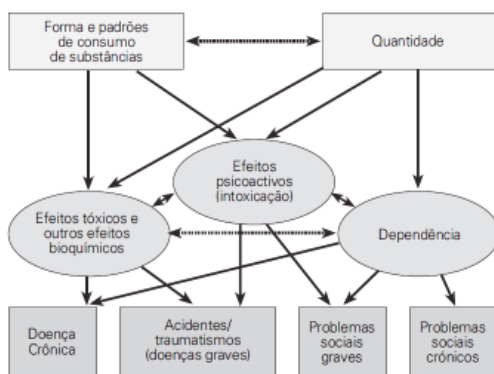 Forma e padrões
de consumo
de substâncias
Quantidade
Efeitos
psicoactivos
(intoxicação)
Efeitos tóxicos e
outros efeitos
bioquímicos
Dependência
Doença
Crônica
Acidentes/
traumatismos
(doenças graves)
Problemas
sociais
graves
Problemas
sociais
crónicos